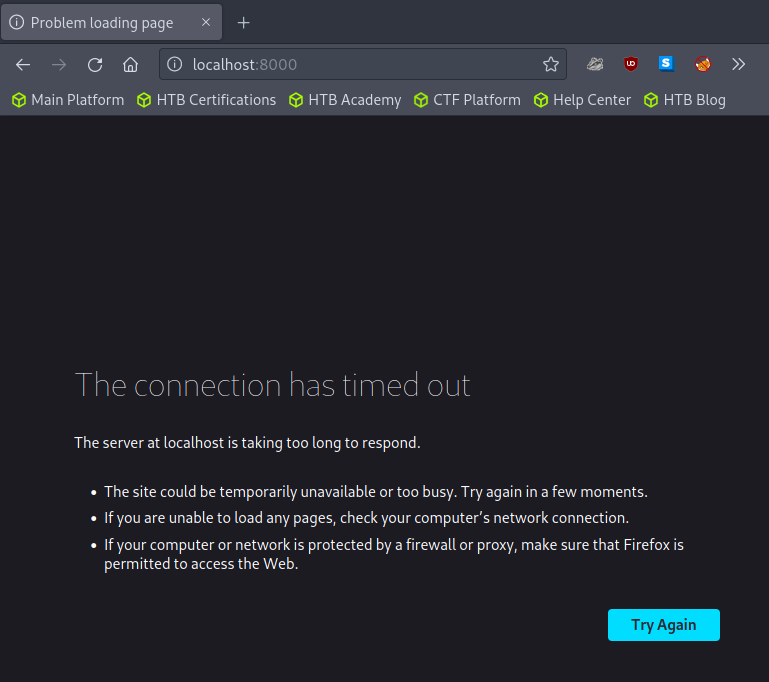 Problem loading page
localhost:8000
Main Platform HTB Certifications HTB Academy CTF Platform Help Center HTB Blog
The connection has timed out
The server at localhost is taking too long to respond.
• The site could be temporarily unavailable or too busy. Try again in a few moments.
• If you are unable to load any pages, check your computer’s network connection.
• If your computer or network is protected by a firewall or proxy, make sure that Firefox is
permitted to access the Web.
Try Again